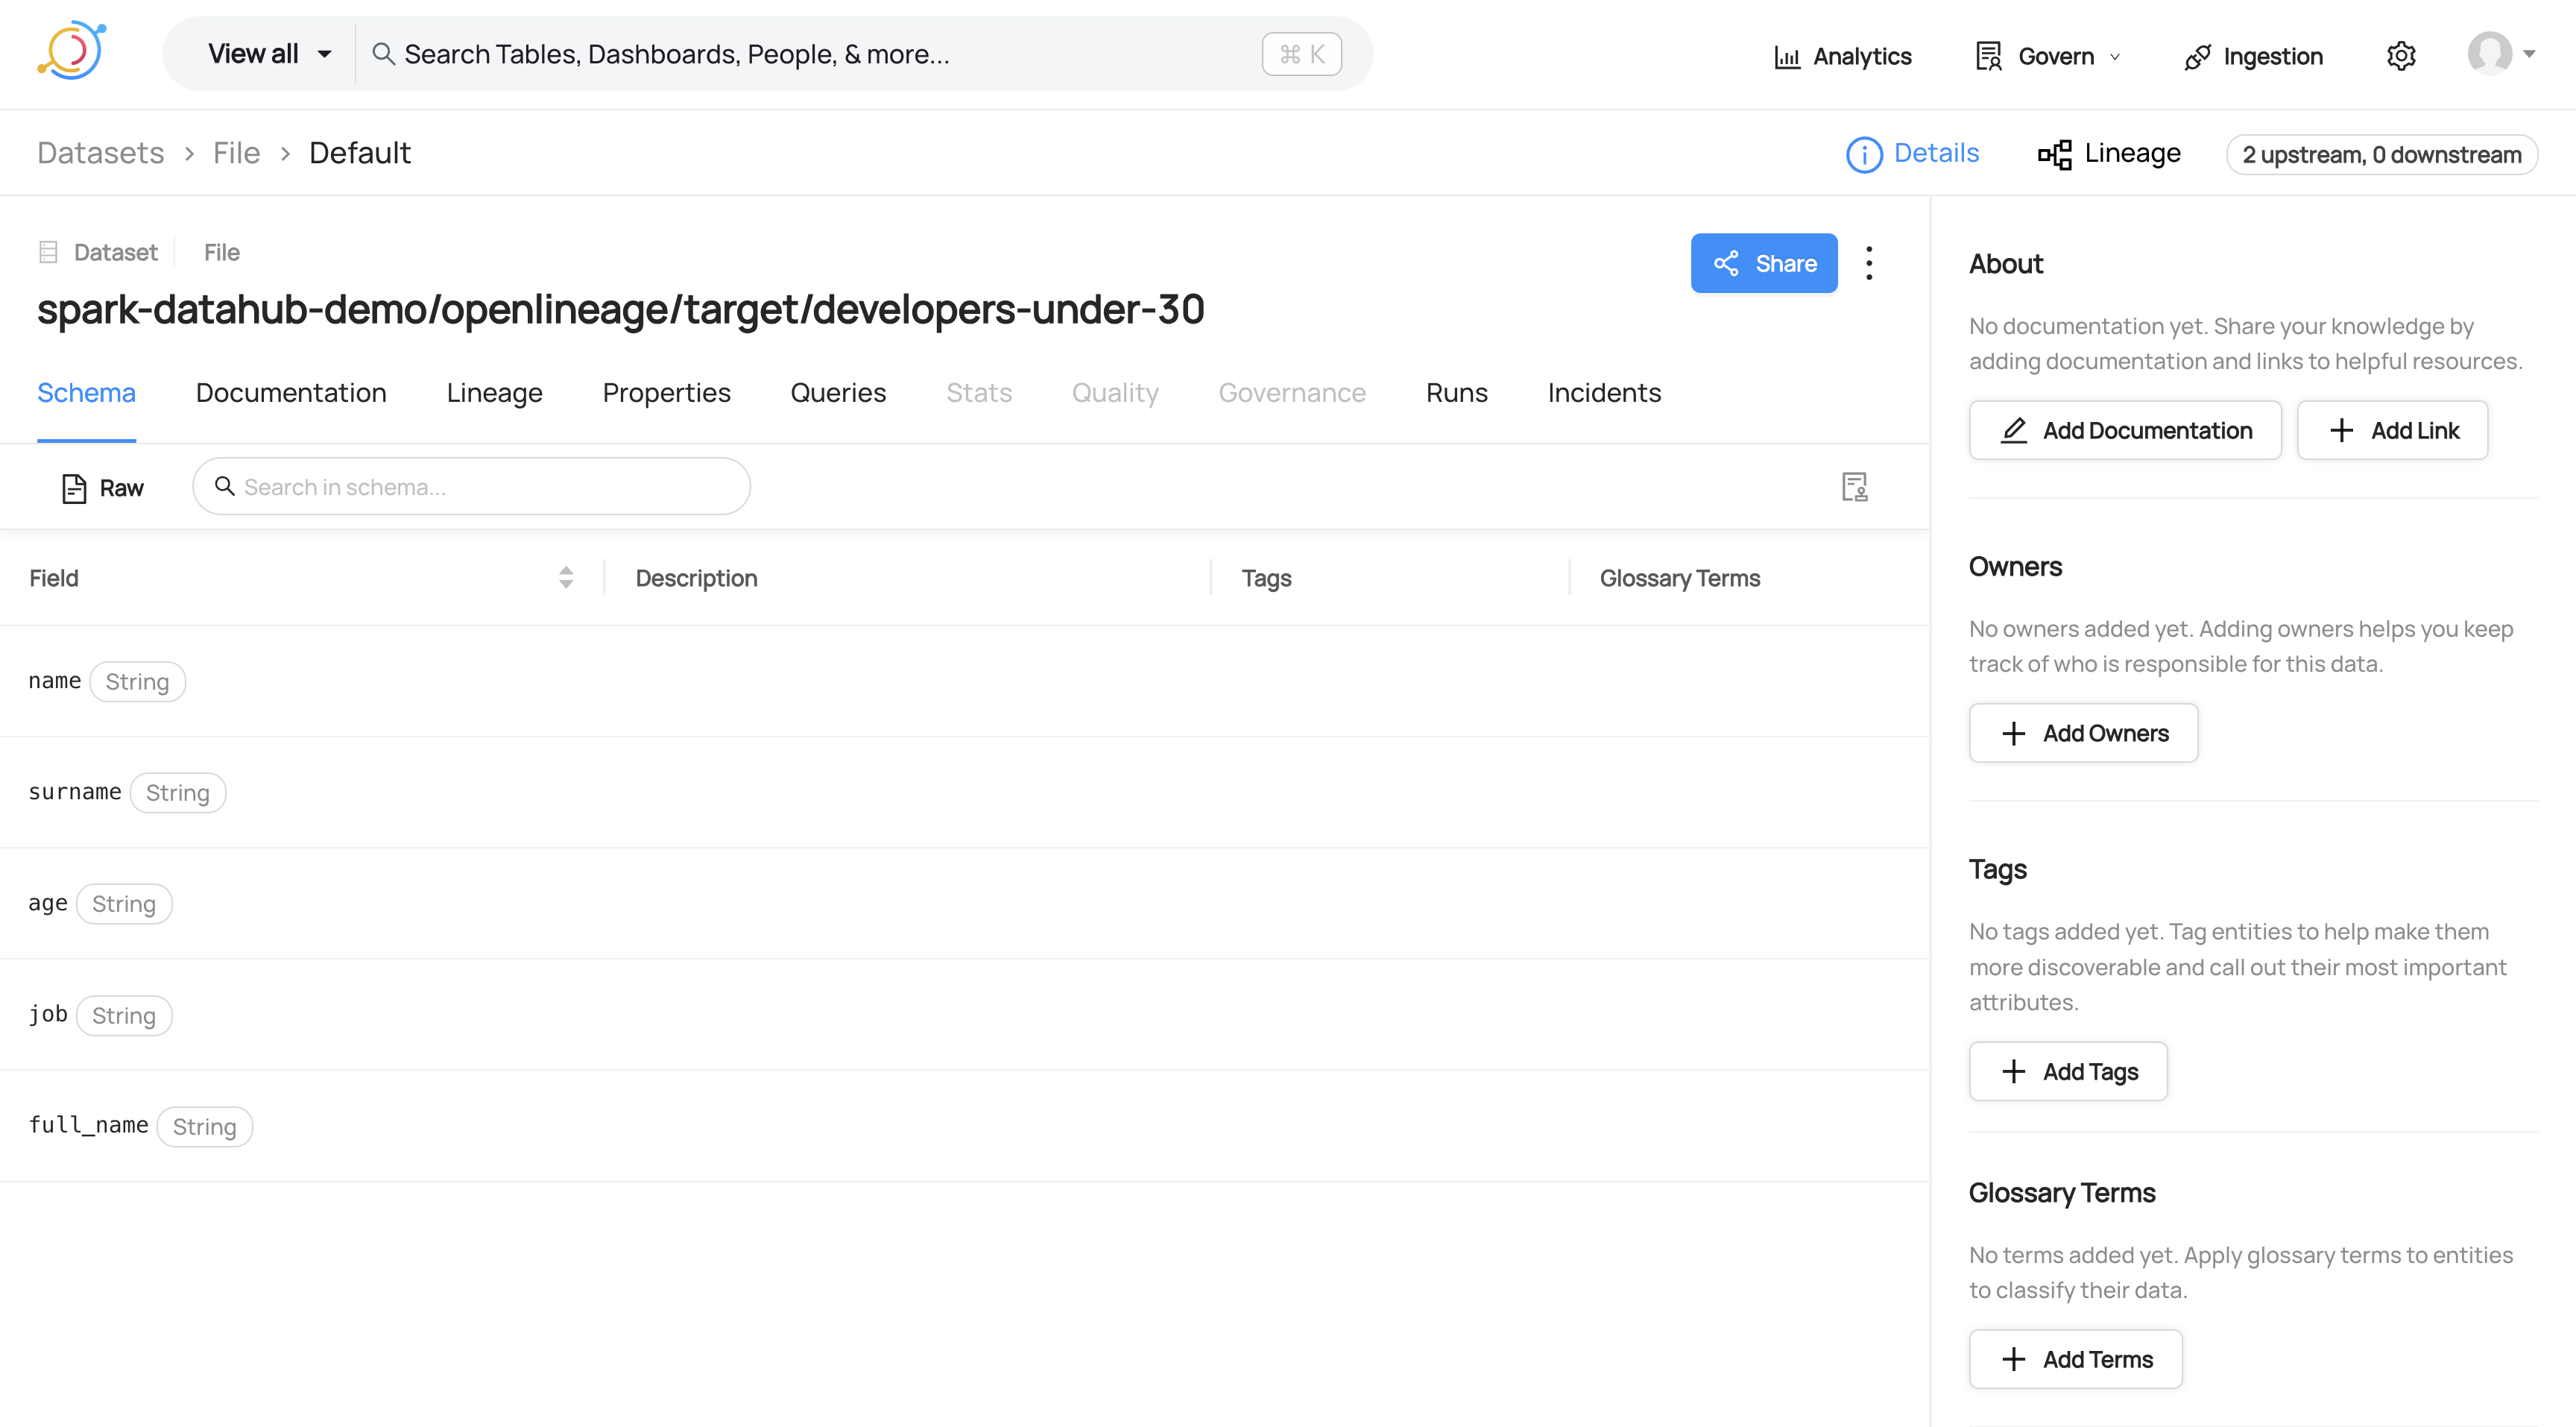 View all
Search Tables, Dashboards, People, & more...
⌘ K
Analytics
Govern
Ingestion
Datasets > File > Default
Details
Lineage
2 upstream, 0 downstream
Dataset
File
spark-datahub-demo/openlineage/target/developers-under-30
Share
Schema
Documentation
Lineage
Properties
Queries
Stats
Quality
Governance
Runs
Incidents
Raw
Search in schema...
Field
Description
Tags
Glossary Terms
name String
surname String
age String
job String
full_name String
About
No documentation yet. Share your knowledge by
adding documentation and links to helpful resources.
Add Documentation
Add Link
Owners
No owners added yet. Adding owners helps you keep
track of who is responsible for this data.
Add Owners
Tags
No tags added yet. Tag entities to help make them
more discoverable and call out their most important
attributes.
Add Tags
Glossary Terms
No terms added yet. Apply glossary terms to entities
to classify their data.
Add Terms